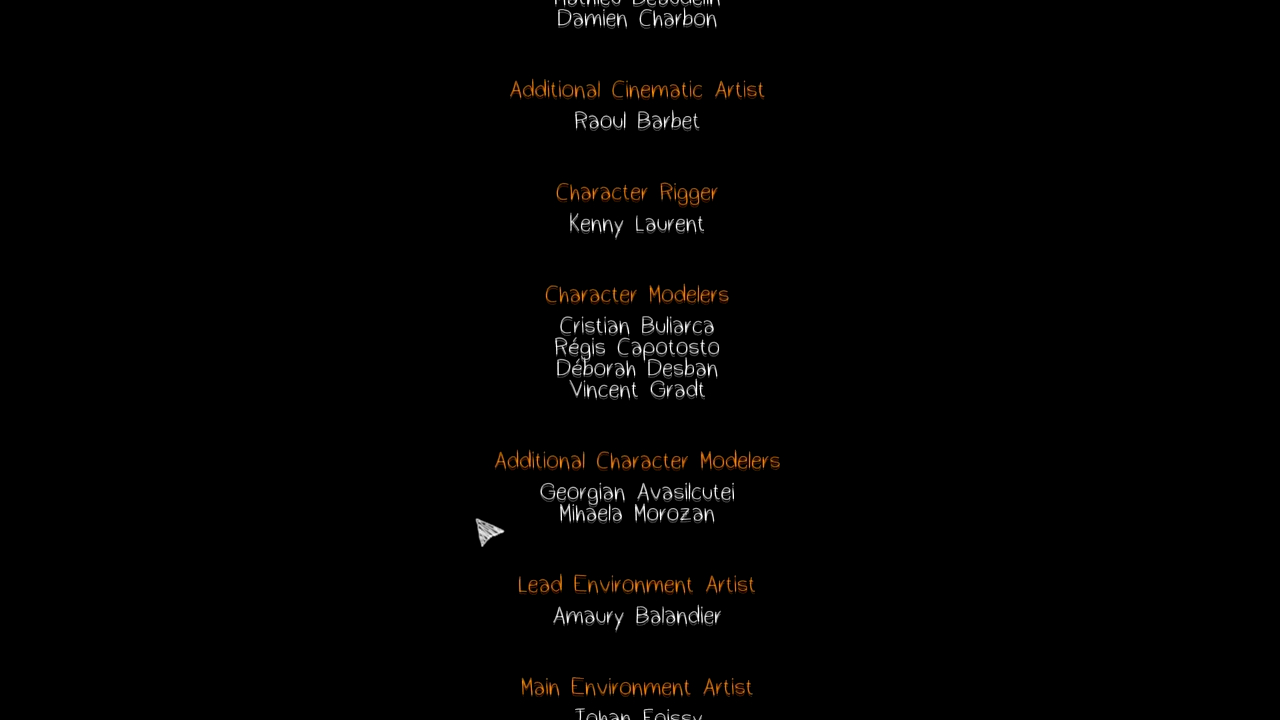 Damien Charbon
Additional Cinematic Artist
Raoul Barbet
Character Rigger
Kenny Laurent
Character Modelers
Cristian Buliarca
Régis Capotosto
Déborah Desban
Vincent Gradt
Additional Character Modelers
Georgian Avasilcutei
Mihaela Morozan
Lead Environment Artist
Amaury Balandier
Main Environment Artist